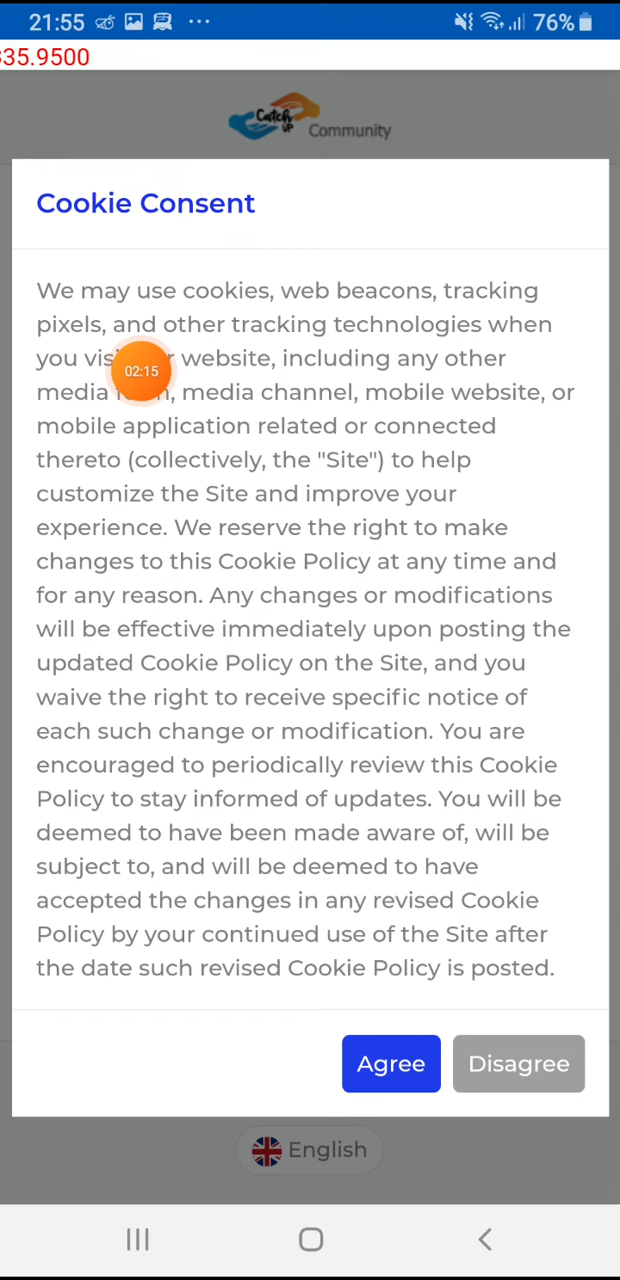 21:55 76%
35.9500
Catch
UP
Community
Cookie Consent
We may use cookies, web beacons, tracking
pixels, and other tracking technologies when
you website, including any other
media media channel, mobile website, or
mobile application related or connected
thereto (collectively, the "Site") to help
customize the Site and improve your
experience. We reserve the right to make
changes to this Cookie Policy at any time and
for any reason. Any changes or modifications
will be effective immediately upon posting the
updated Cookie Policy on the Site, and you
waive the right to receive specific notice of
each such change or modification. You are
encouraged to periodically review this Cookie
Policy to stay informed of updates. You will be
deemed to have been made aware of, will be
subject to, and will be deemed to have
accepted the changes in any revised Cookie
Policy by your continued use of the Site after
the date such revised Cookie Policy is posted.
02:15
Agree Disagree
English